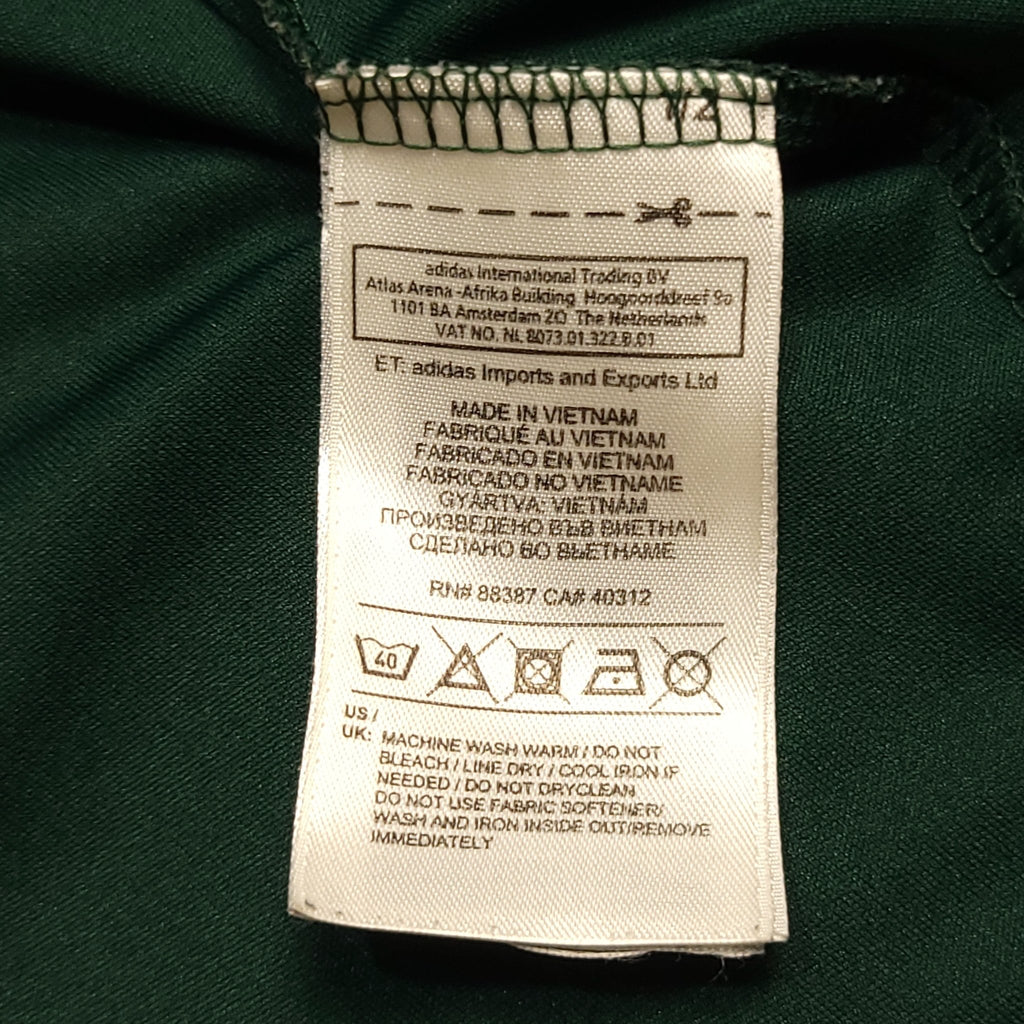 1/2
adidas International Trading BV
Atlas Arena -Afrika Building Hoogoorddreef 9a
1101 BA Amsterdam ZO The Netherlands
VAT NO. NL 8073.01.322.B.01
ET: adidas Imports and Exports Ltd
MADE IN VIETNAM
FABRIQUÉ AU VIETNAM
FABRICADO EN VIETNAM
FABRICADO NO VIETNAME
GYÁRTVA: VIETNÁM
ПРОИЗВЕДЕНО ВЪВ ВИЕТНАМ
СДЕЛАНО ВО ВЬЕТНАМЕ
RN# 88387 CA# 40312
40
US /
UK: MACHINE WASH WARM / DO NOT
BLEACH / LINE DRY / COOL IRON IF
NEEDED / DO NOT DRYCLEAN
DO NOT USE FABRIC SOFTENER/
WASH AND IRON INSIDE OUT/REMOVE
IMMEDIATELY